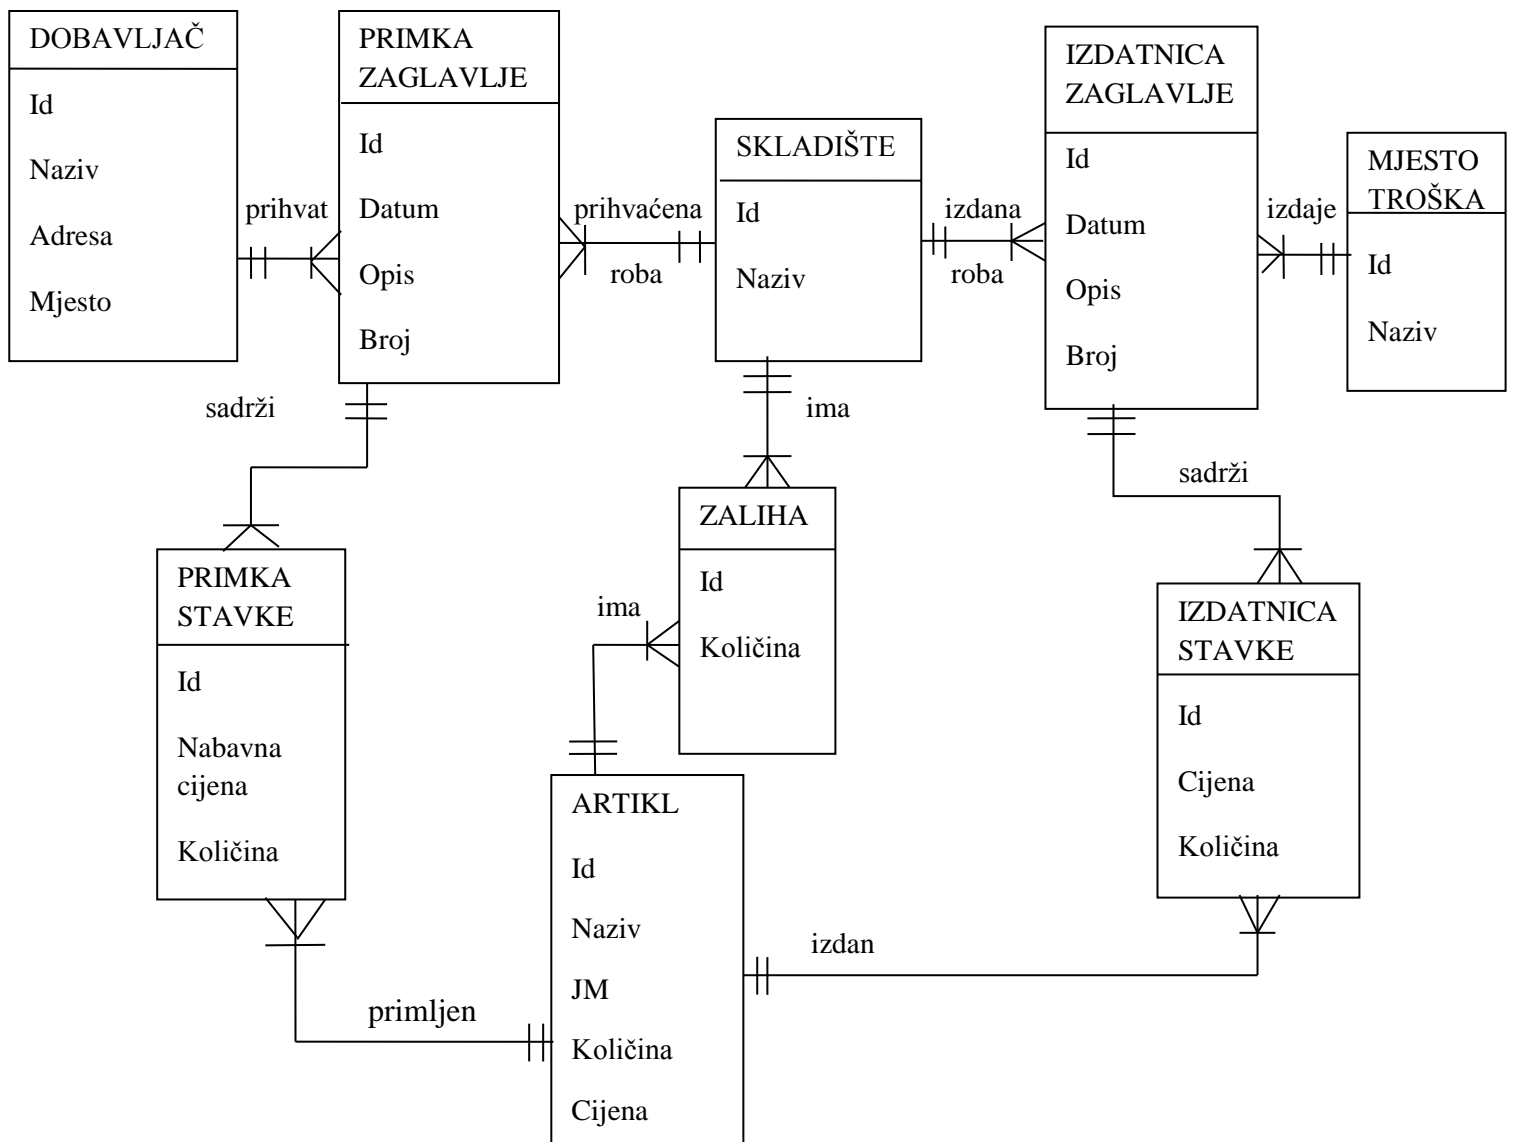 DOBAVLJAČ
Id
Naziv
Adresa
Mjesto
prihvat
PRIMKA
ZAGLAVLJE
Id
Datum
Opis
Broj
prihvaćena
roba
SKLADIŠTE
Id
Naziv
izdana
roba
IZDATNICA
ZAGLAVLJE
Id
Datum
Opis
Broj
izdaje
MJESTO
TROŠKA
Id
Naziv
sadrži
ima
sadrži
PRIMKA
STAVKE
Id
Nabavna
cijena
Količina
ima
ZALIHA
Id
Količina
IZDATNICA
STAVKE
Id
Cijena
Količina
primljen
ARTIKL
Id
Naziv
JM
Količina
Cijena
izdan